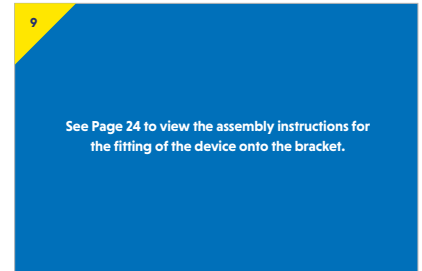 9
See Page 24 to view the assembly instructions for
the fitting of the device onto the bracket.